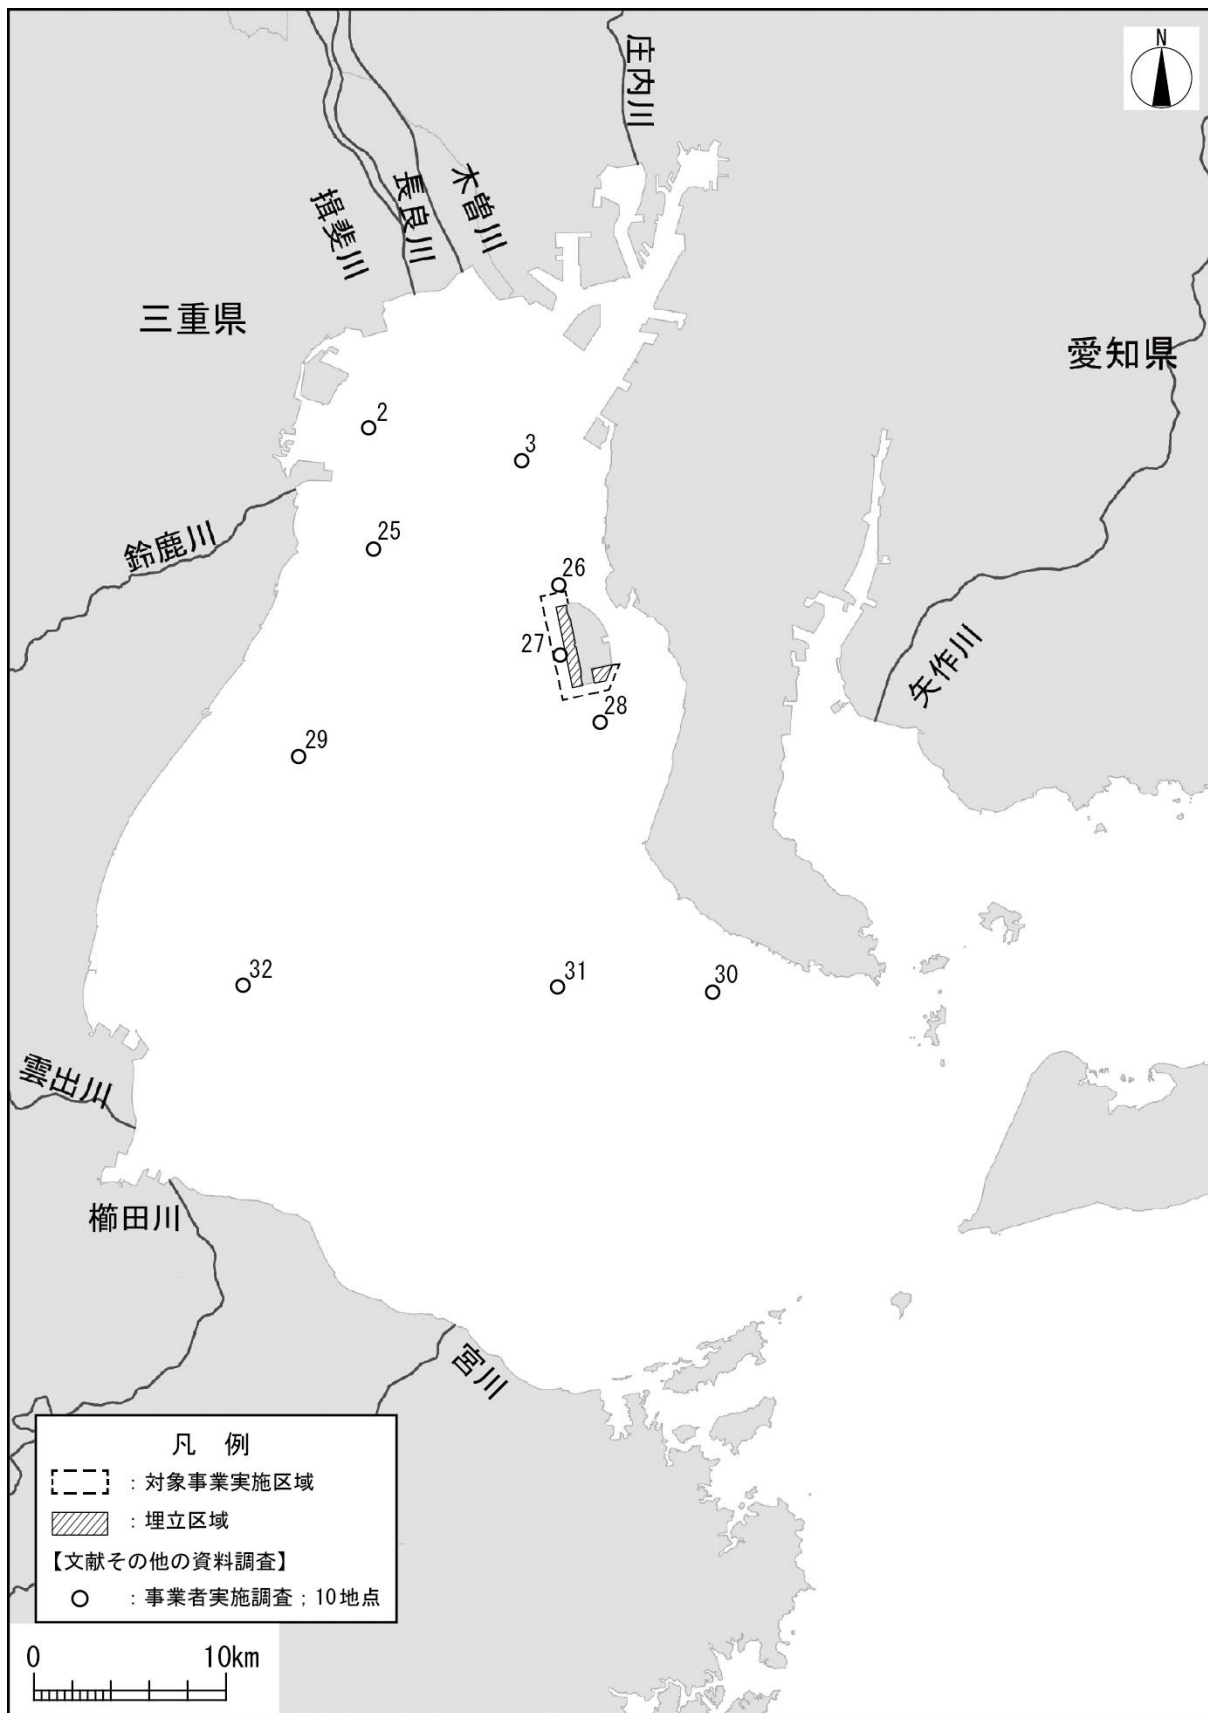 N
庄内川
木曽川
長良川
揖斐川
三重県
愛知県
2
3
鈴鹿川
25
26
27
矢作川
28
29
32
31
30
雲出川
櫛田川
宮川
凡 例
：対象事業実施区域
：埋立区域
【文献その他の資料調査】
：事業者実施調査；10地点
0 10km